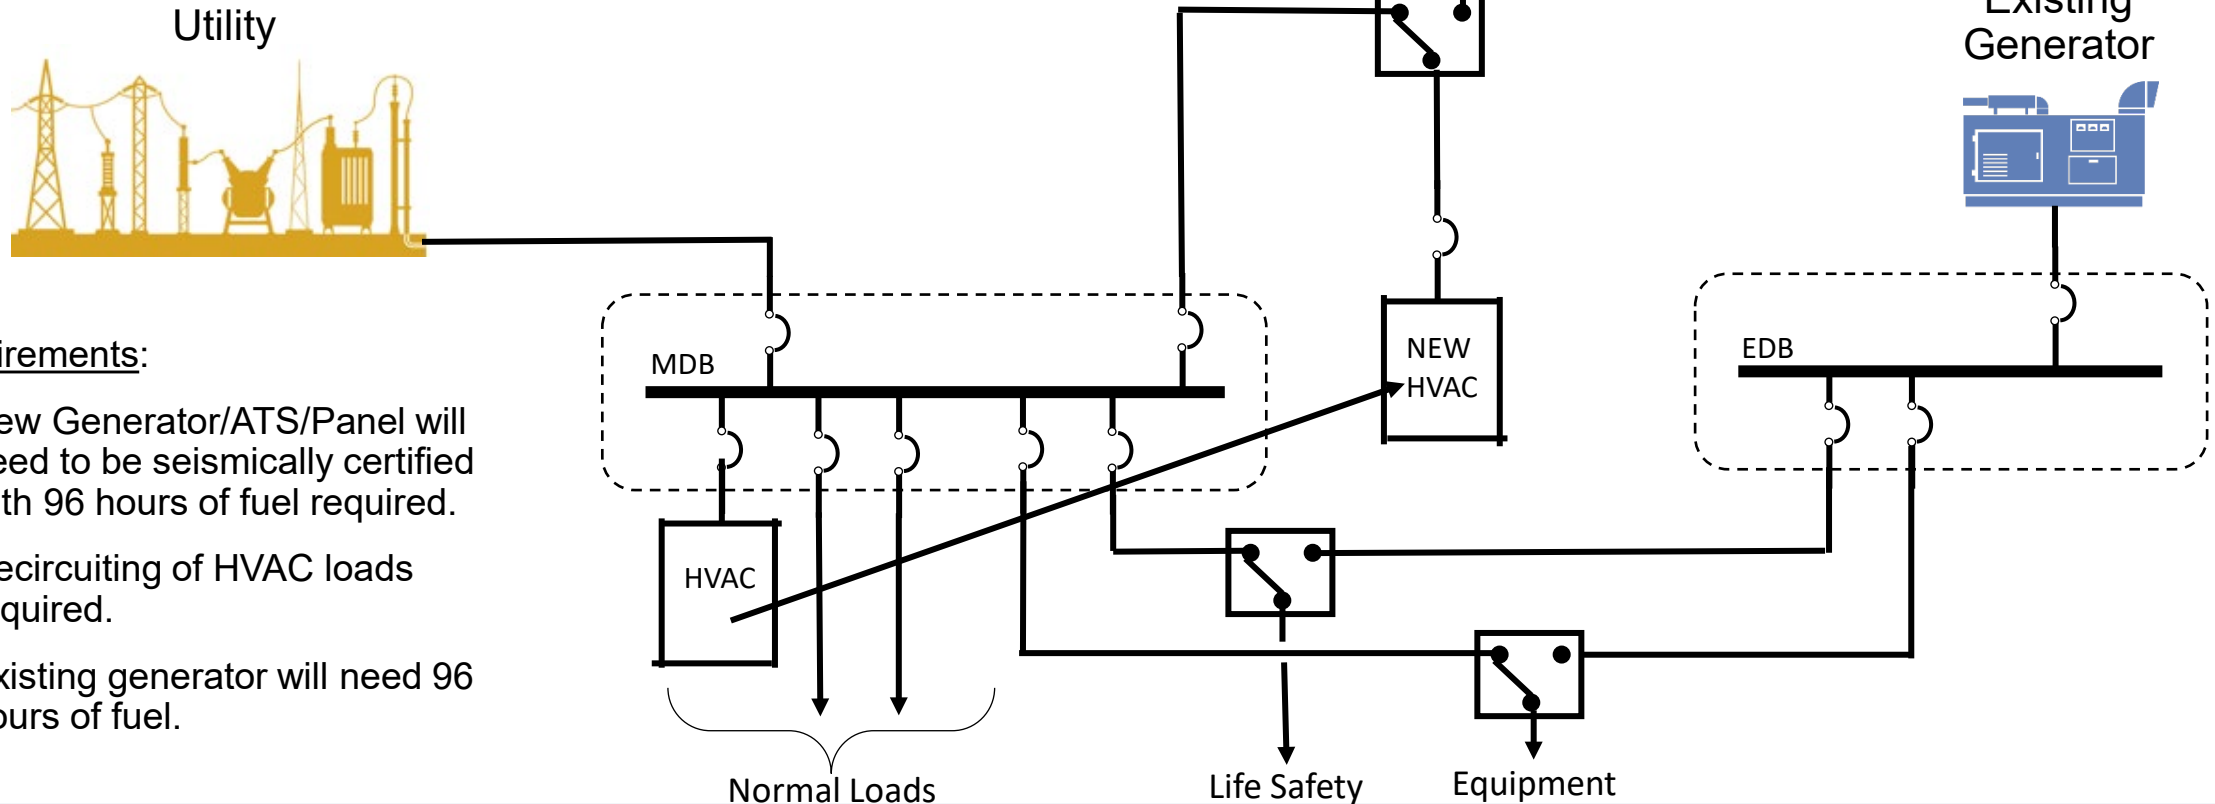 Utility
Existing
Generator
irements:
ew Generator/ATS/Panel will
eed to be seismically certified
th 96 hours of fuel required.
ecircuiting of HVAC loads
quired.
xisting generator will need 96
ours of fuel.
MDB
HVAC
NEW
HVAC
EDB
Normal Loads
Life Safety
Equipment